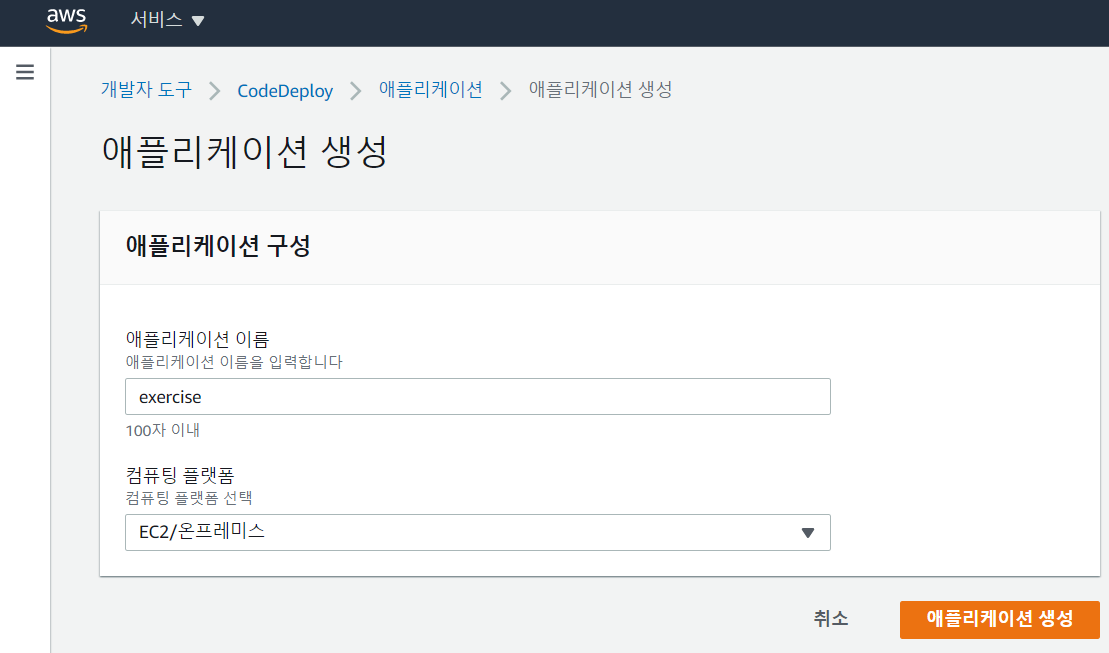 aws 서비스
개발자 도구 CodeDeploy 애플리케이션 애플리케이션 생성
애플리케이션 생성
애플리케이션 구성
애플리케이션 이름
애플리케이션 이름을 입력합니다
exercise
100자 이내
컴퓨팅 플랫폼
컴퓨팅 플랫폼 선택
EC2/온프레미스
취소 애플리케이션 생성